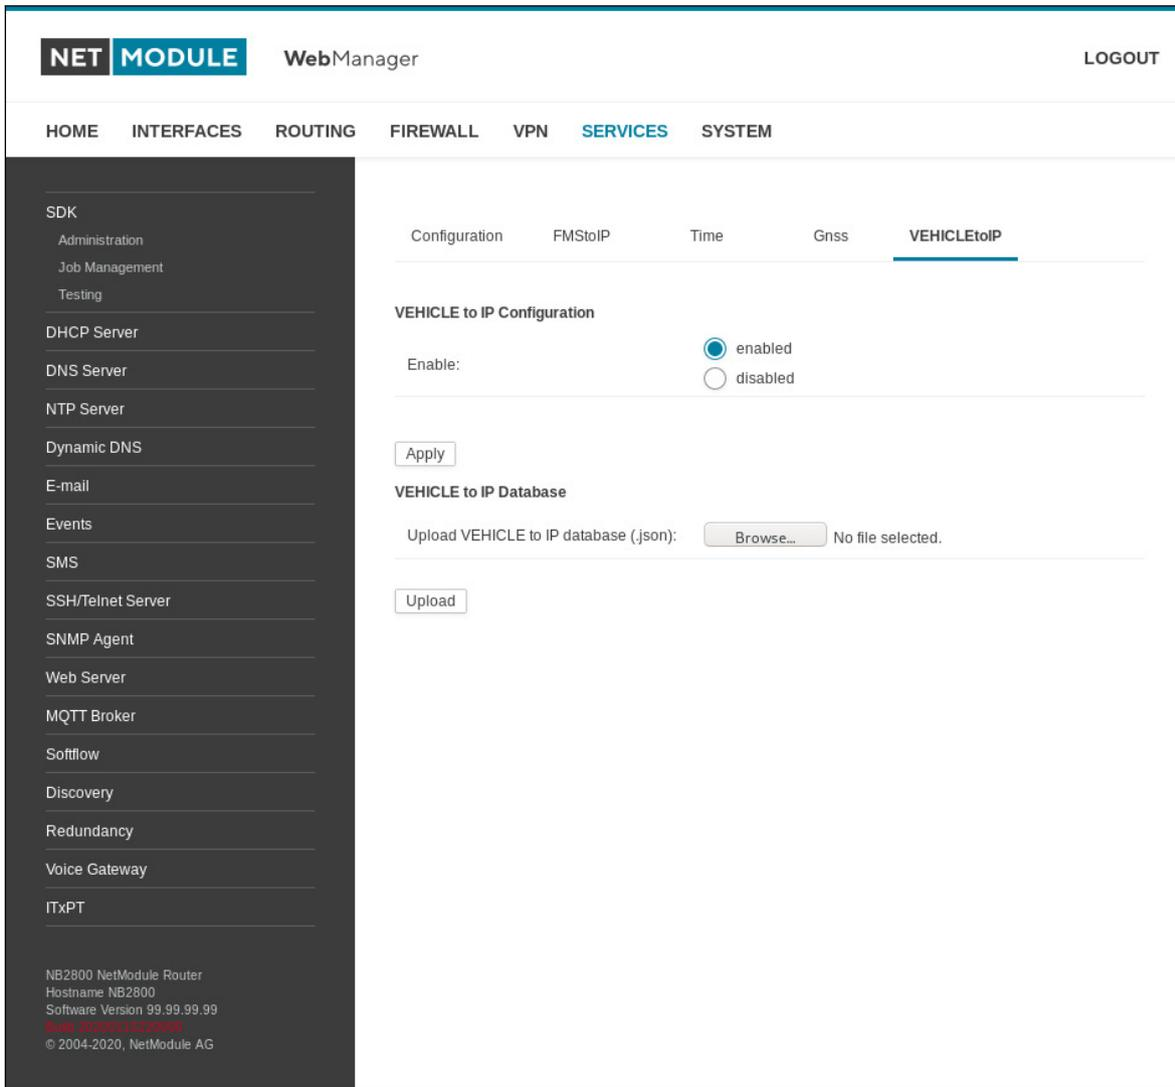 NET MODULE WebManager LOGOUT
HOME INTERFACES ROUTING FIREWALL VPN SERVICES SYSTEM
SDK
Administration
Job Management
Testing
DHCP Server
DNS Server
NTP Server
Dynamic DNS
E-mail
Events
SMS
SSH/Telnet Server
SNMP Agent
Web Server
MQTT Broker
Softflow
Discovery
Redundancy
Voice Gateway
ITxPT
NB2800 NetModule Router
Hostname NB2800
Software Version 99.99.99.99
Build
© 2004-2020, NetModule AG
Configuration FMStoIP Time Gnss VEHICLEtoIP
VEHICLE to IP Configuration
Enable:
enabled
disabled
Apply
VEHICLE to IP Database
Upload VEHICLE to IP database (.json): Browse... No file selected.
Upload